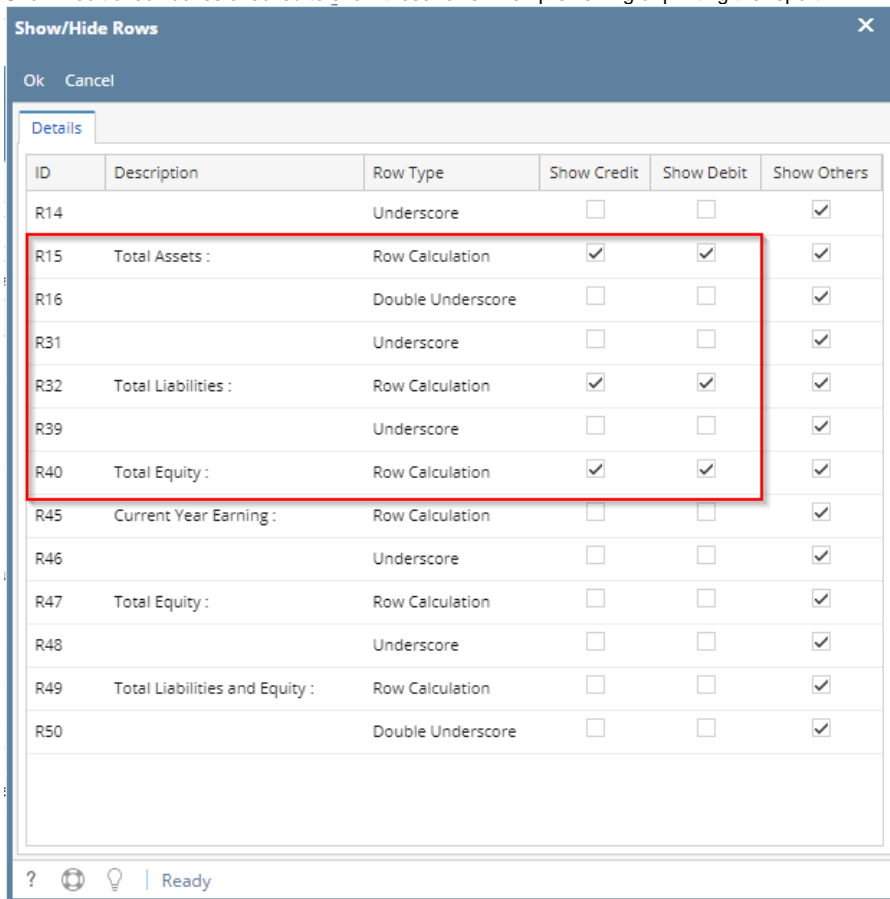 Show/Hide Rows
Ok Cancel
Details
ID Description Row Type Show Credit Show Debit Show Others
R14 Underscore
R15 Total Assets : Row Calculation
R16 Double Underscore
R31 Underscore
R32 Total Liabilities : Row Calculation
R39 Underscore
R40 Total Equity : Row Calculation
R45 Current Year Earning : Row Calculation
R46 Underscore
R47 Total Equity : Row Calculation
R48 Underscore
R49 Total Liabilities and Equity : Row Calculation
R50 Double Underscore
? Ready